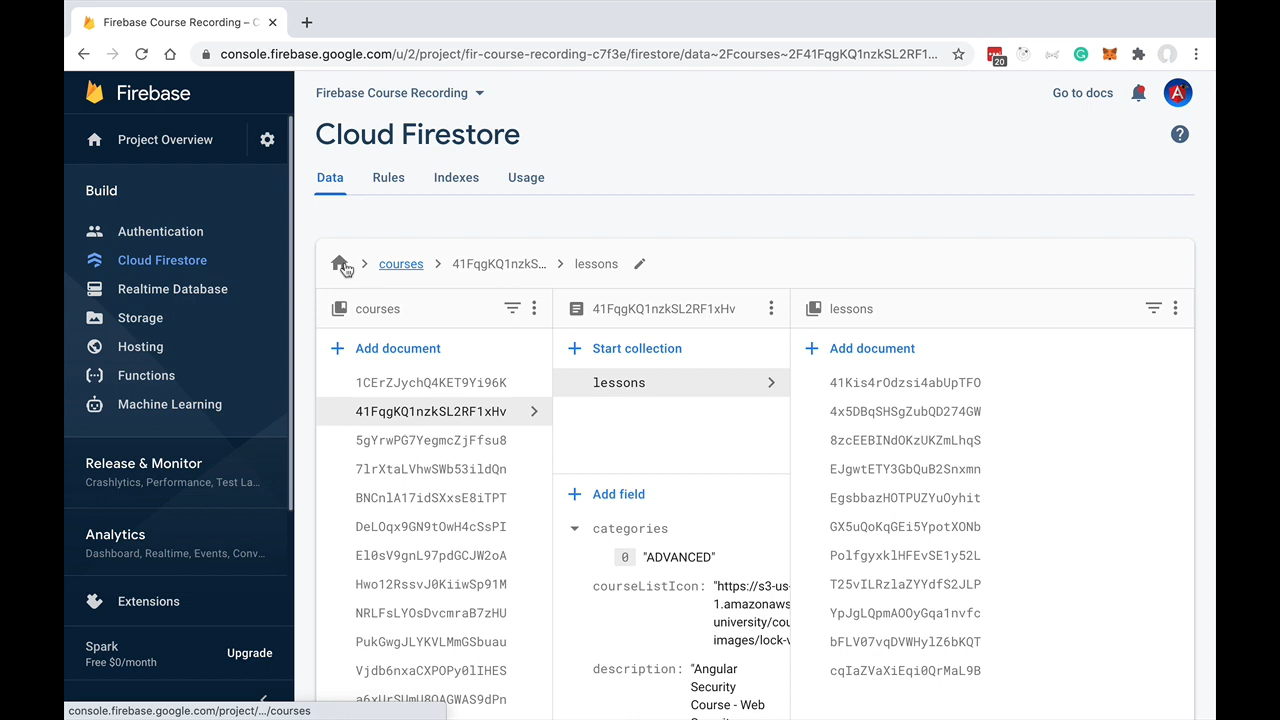 Firebase Course Recording – C
console.firebase.google.com/u/2/project/fir-course-recording-c7f3e/firestore/data~2Fcourses~2F41FqgKQ1nzkSL2RF1...
20
Firebase
Firebase Course Recording
Go to docs
Project Overview
Cloud Firestore
Data Rules Indexes Usage
Build
Authentication
Cloud Firestore
Realtime Database
Storage
Hosting
Functions
Machine Learning
Release & Monitor
Crashlytics, Performance, Test La...
Analytics
Dashboard, Realtime, Events, Conv...
Extensions
Spark
Free $0/month
Upgrade
courses 41FqgKQ1nzkS... lessons
courses
Add document
1CErZJychQ4KET9Yi96K
41FqgKQ1nzkSL2RF1xHv
5gYrwPG7YegmcZjFfsu8
7lrXtaLVhwSWb53ildQn
BNCnlA17idSXxsE8iTPT
DeLOqx9GN9tOwH4cSsPI
El0sV9gnL97pdGCJW2oA
Hwo12RssvJ0KiiwSp91M
NRLFsLYOsDvcmraB7zHU
PukGwgJLYKVLMmGSbuau
Vjdb6nxaCXPOPy0lIHES
a6xUrSUmU8OAGWAS9dPn
41FqgKQ1nzkSL2RF1xHv
Start collection
lessons
Add field
categories
0 "ADVANCED"
courseListIcon: "https://s3-us-
1.amazonaws
university/cou
images/lock-v
description: "Angular
Security
Course - Web
lessons
Add document
41Kis4rOdzsi4abUpTFO
4x5DBqSHSgZubQD274GW
8zcEEBINdOKzUKZmLhqS
EJgwtETY3GbQuB2Snxmn
EgsbbazHOTPUZYuOyhit
GX5uQoKqGEi5YpotXONb
PolfgyxklHFEvSE1y52L
T25vILRzlaZYYdfS2JLP
YpJgLQpmAOOyGqa1nvfc
bFLV07vqDVWHylZ6bKQT
cqIaZVaXiEqi0QrMaL9B
console.firebase.google.com/project/.../courses